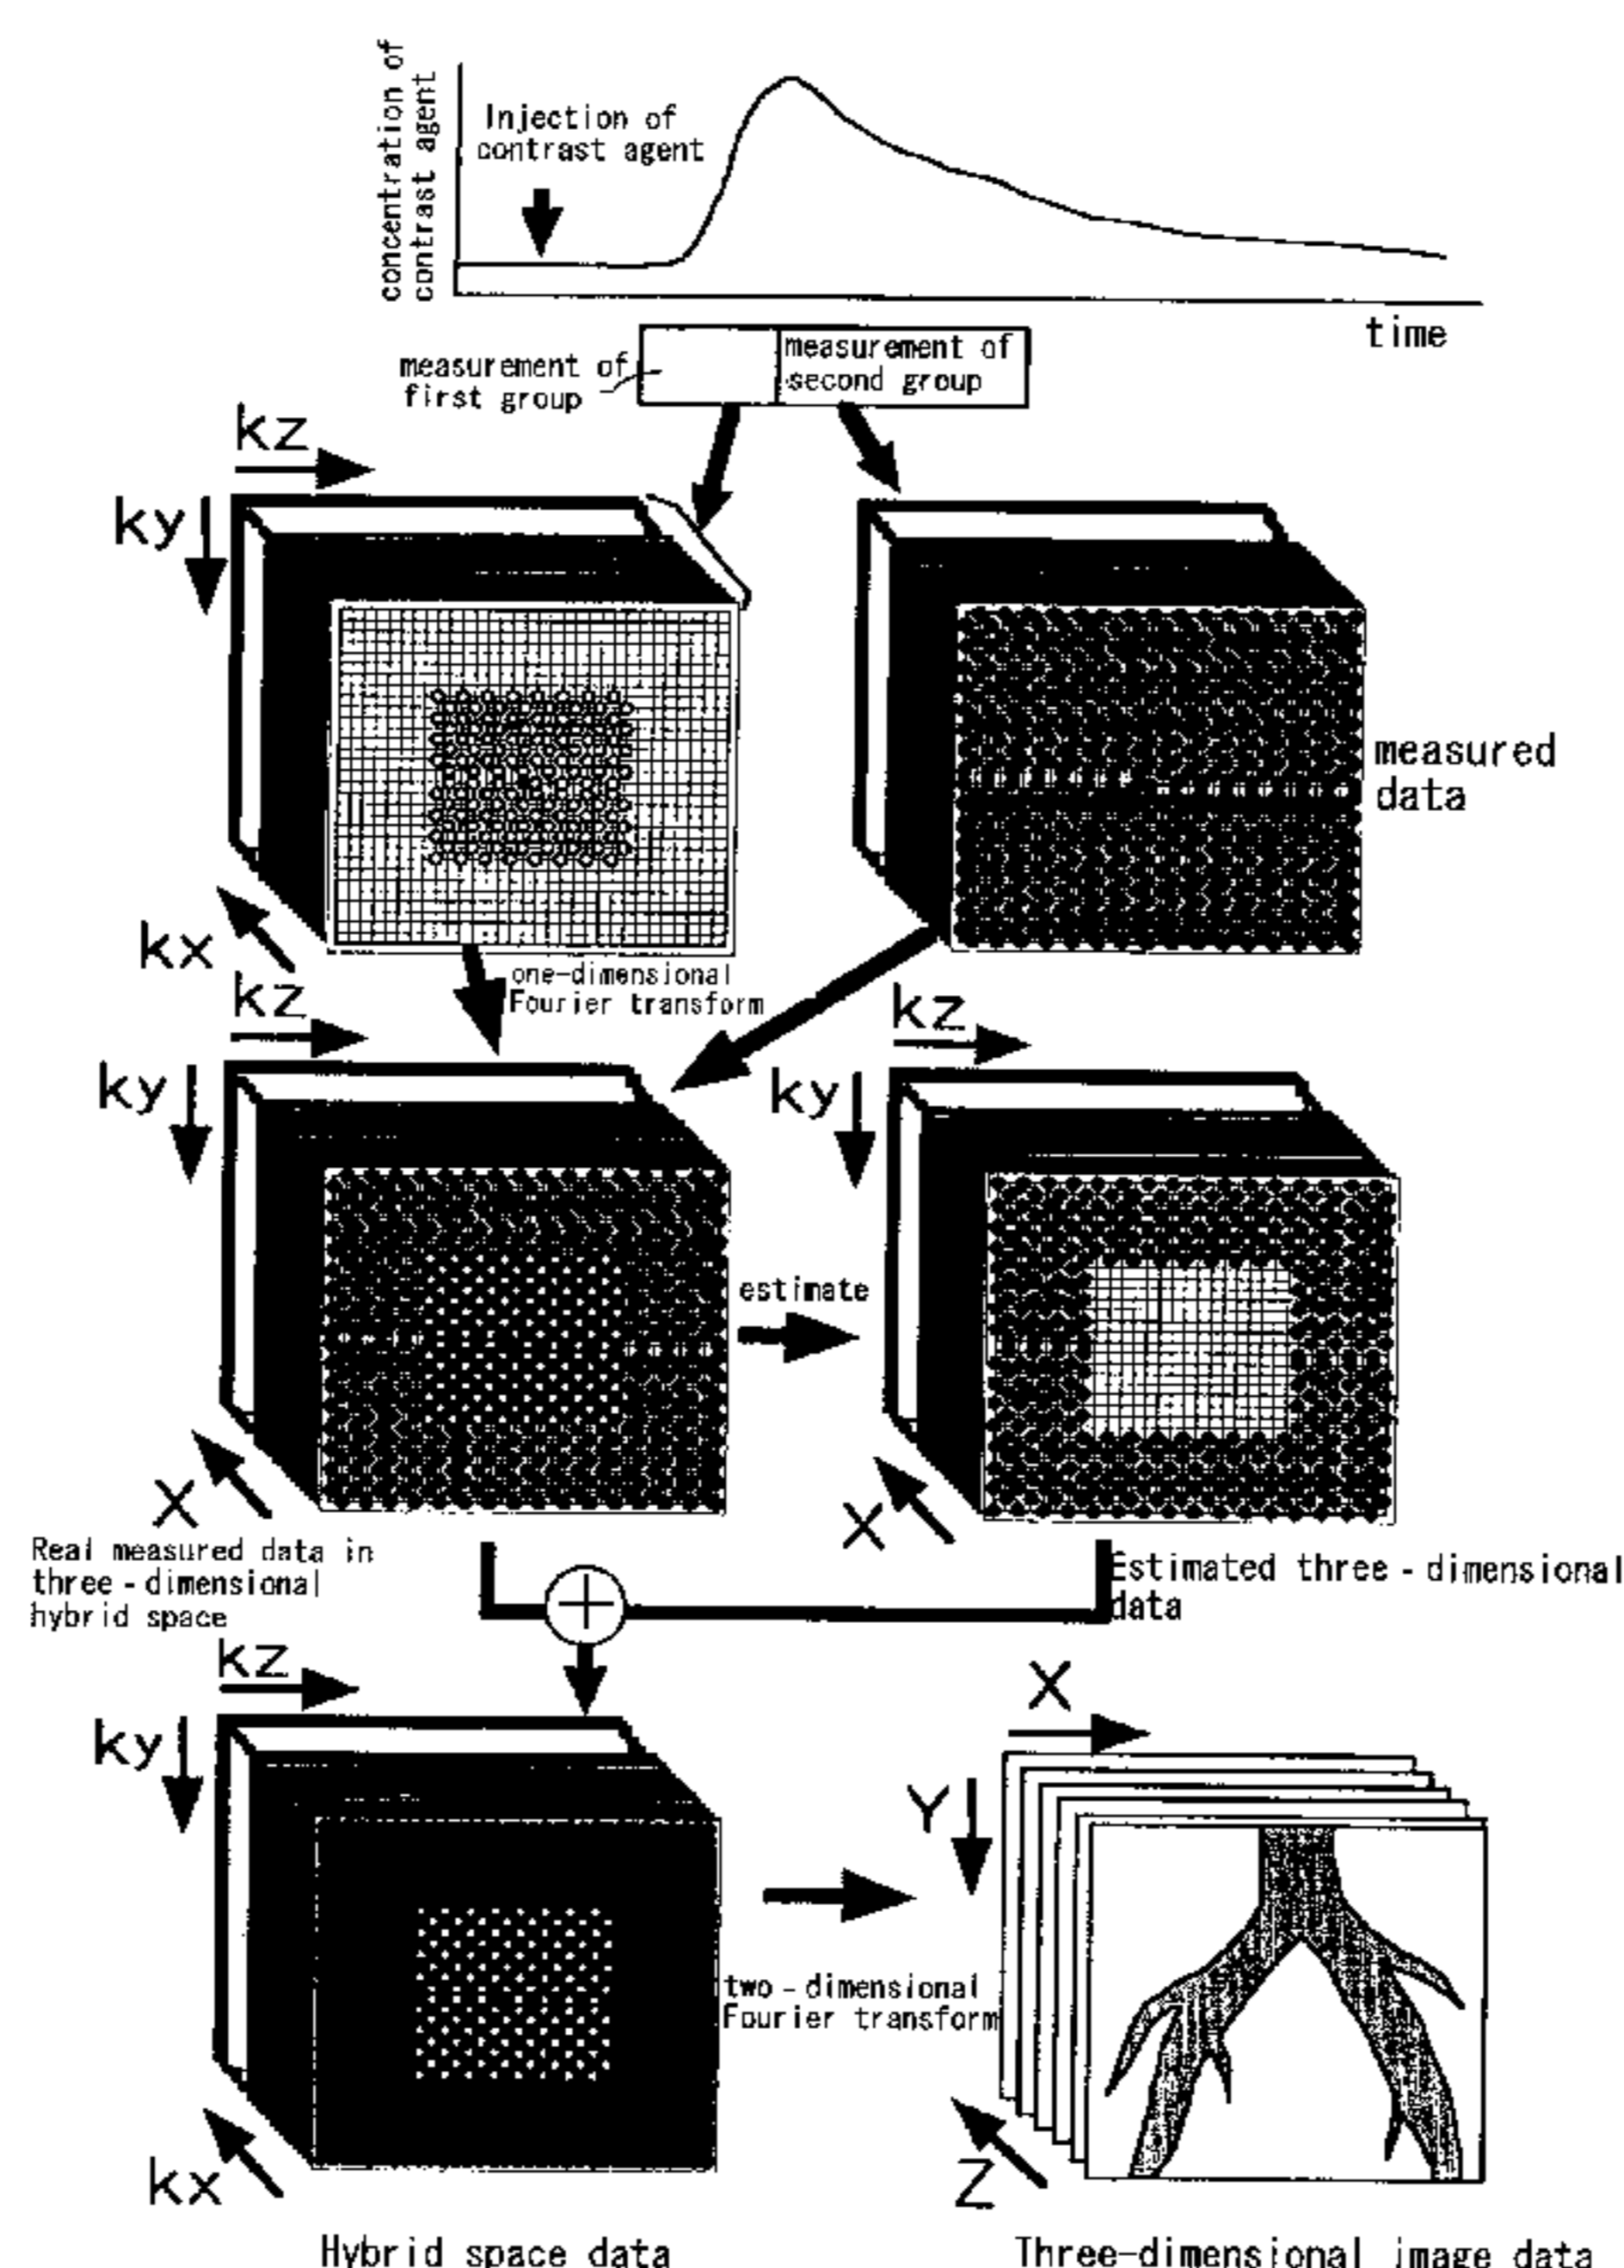 concentration of
contrast agent
Injection of
contrast agent
time
measurement of
first group
measurement of
second group
kz
ky
kx
measured
data
one-dimensional
Fourier transform
kz
ky
X
kz
ky
X
estimate
Real measured data in
three-dimensional
hybrid space
Estimated three-dimensional
data
kz
ky
kx
two-dimensional
Fourier transform
X
Y
Z
Hybrid space data
Three-dimensional image data